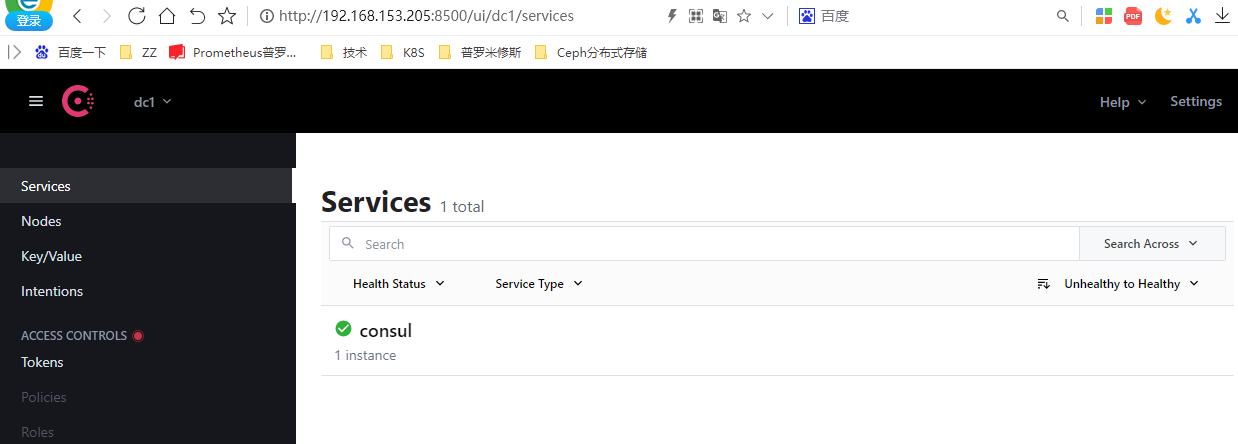 登录
http://192.168.153.205:8500/ui/dc1/services
百度
百度一下 ZZ Prometheus普罗... 技术 K8S 普罗米修斯 Ceph分布式存储
dc1
Help Settings
Services
Nodes
Key/Value
Intentions
ACCESS CONTROLS
Tokens
Policies
Roles
Services 1 total
Search
Search Across
Health Status Service Type Unhealthy to Healthy
consul
1 instance